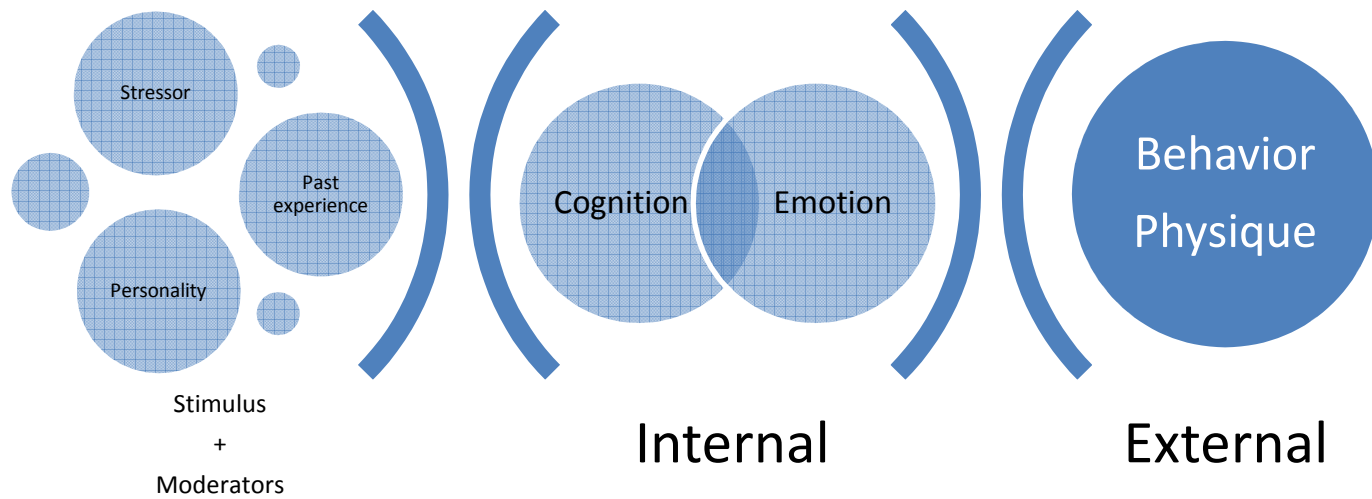 Stressor
Past
experience
Personality
Stimulus
+
Moderators
Cognition
Emotion
Internal
Behavior
Physique
External